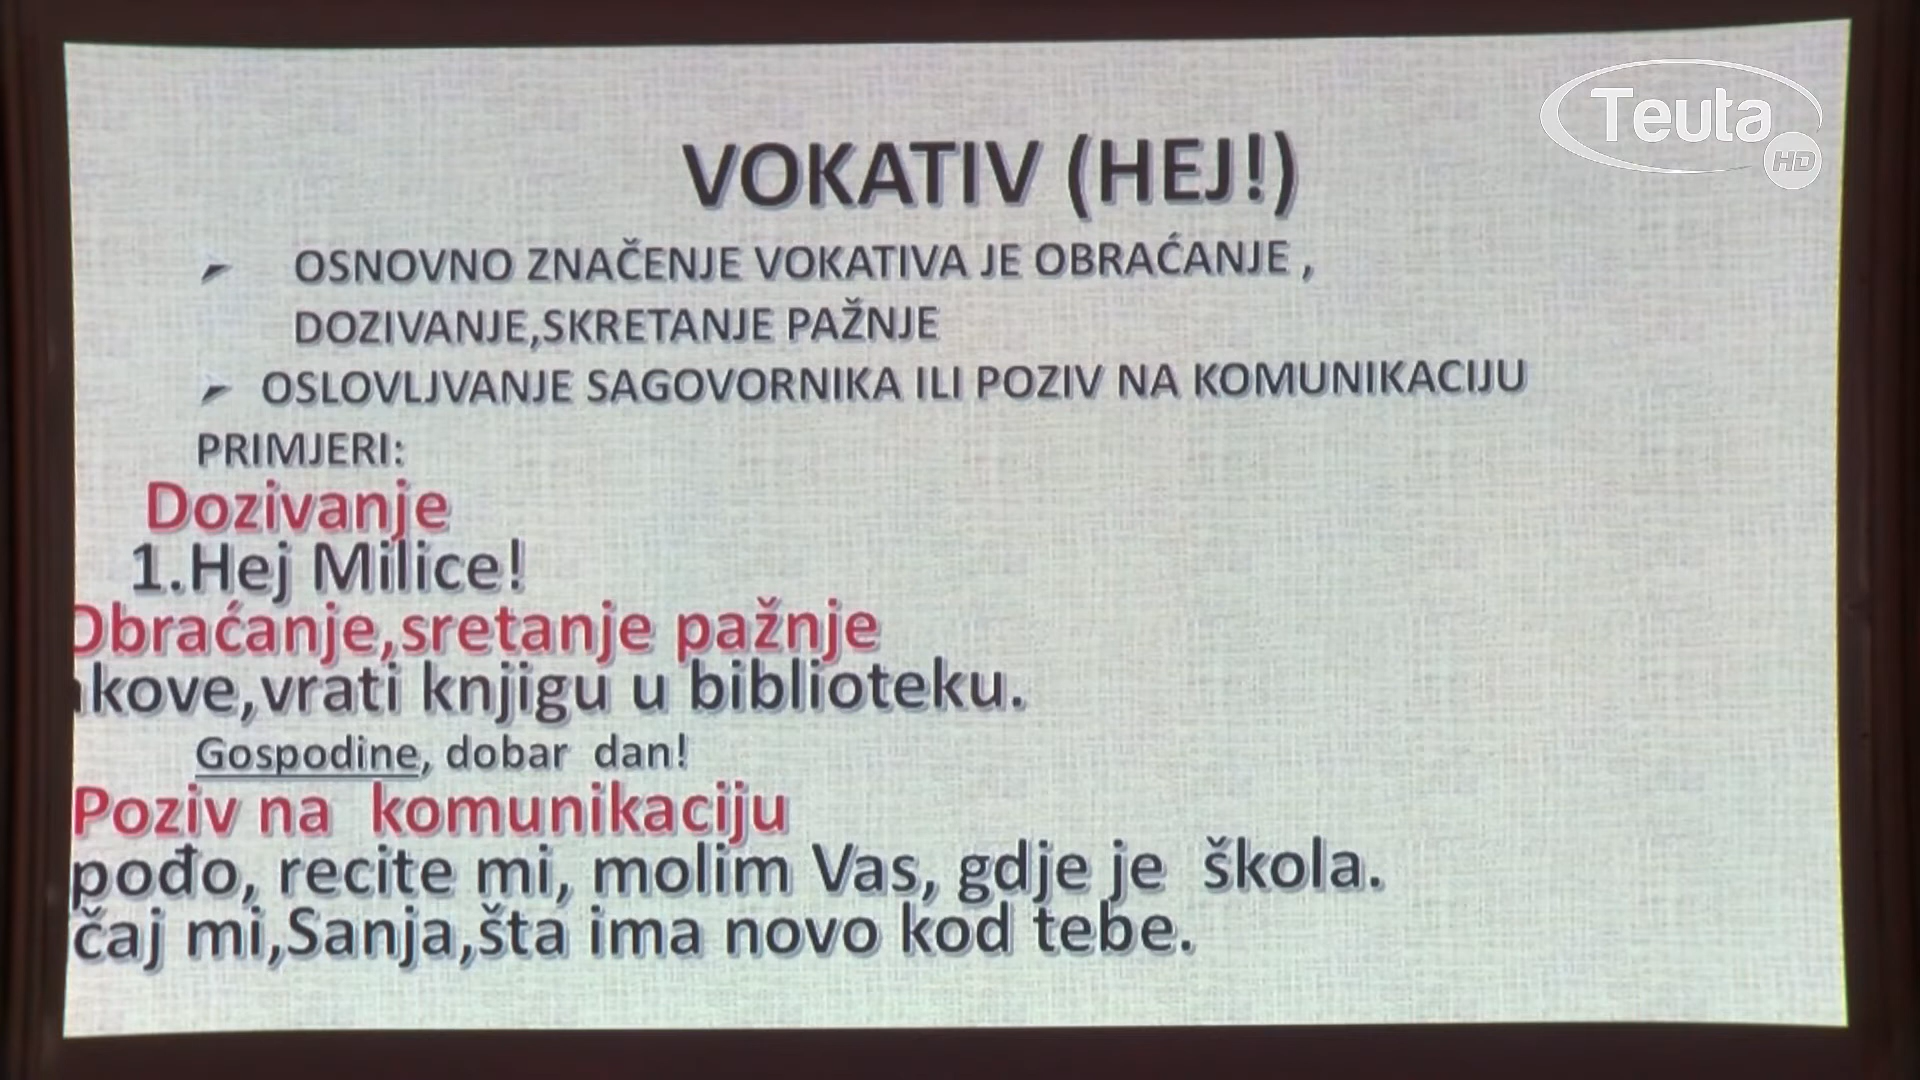 Teuta
HD
VOKATIV (HEJ!)
➢ OSNOVNO ZNAČENJE VOKATIVA JE OBRAĆANJE ,
DOZIVANJE,SKRETANJE PAŽNJE
➢ OSLOVLJVANJE SAGOVORNIKA ILI POZIV NA KOMUNIKACIJU
PRIMJERI:
Dozivanje
1.Hej Milice!
Obraćanje,sretanje pažnje
kove,vrati knjigu u biblioteku.
Gospodine, dobar dan!
Poziv na komunikaciju
pođo, recite mi, molim Vas, gdje je škola.
čaj mi,Sanja,šta ima novo kod tebe.